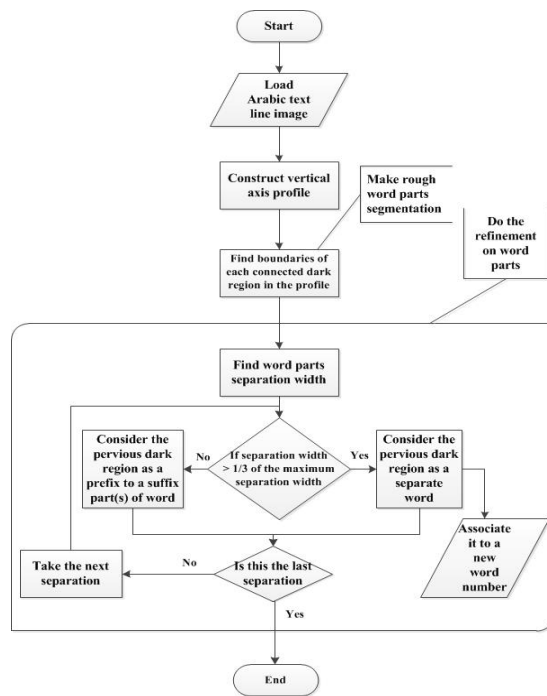 Start
Load
Arabic text
line image
Construct vertical
axis profile
Make rough
word parts
segmentation
Do the
refinement
on word
parts
Find boundaries of
each connected dark
region in the profile
Find word parts
separation width
Consider the
pervious dark
region as a
prefix to a suffix
part(s) of word
No
If separation width
> 1/3 of the maximum
separation width
Yes
Consider the
pervious dark
region as a
separate
word
Associate
it to a
new
word
number
Take the next
separation
No
Is this the last
separation
Yes
End